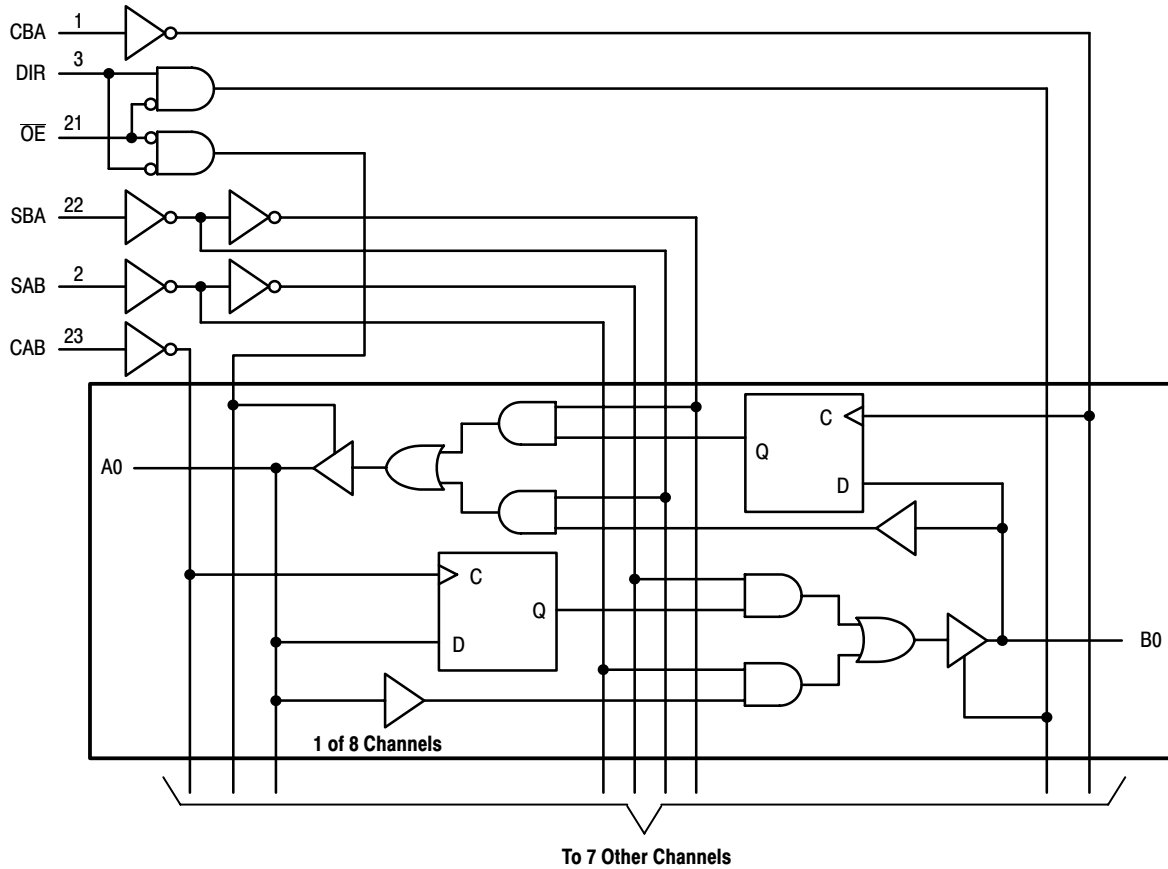 CBA 1
DIR 3
O̅E̅ 21
SBA 22
SAB 2
CAB 23
C
Q
D
A0
C
Q
D
B0
1 of 8 Channels
To 7 Other Channels